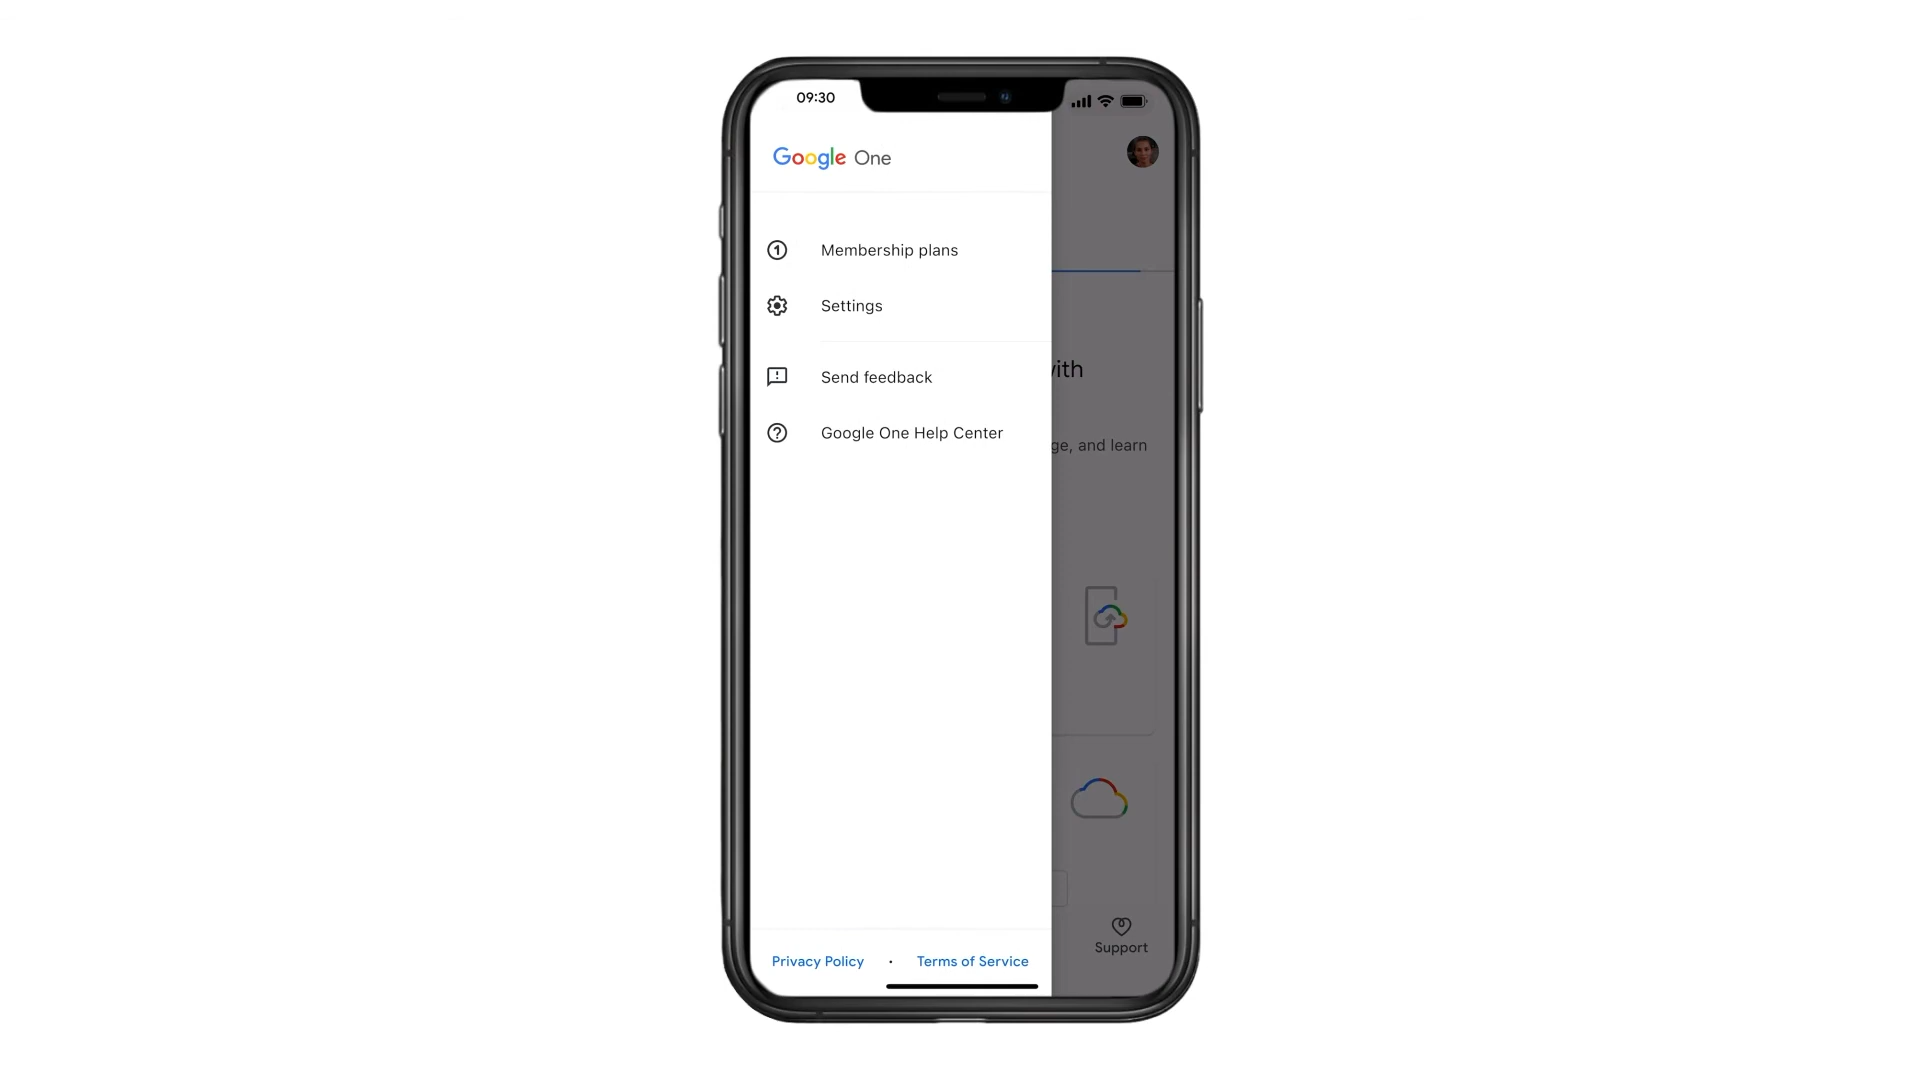 09:30
Google One
Membership plans
Settings
Send feedback
Google One Help Center
Privacy Policy · Terms of Service
with
ge, and learn
Support